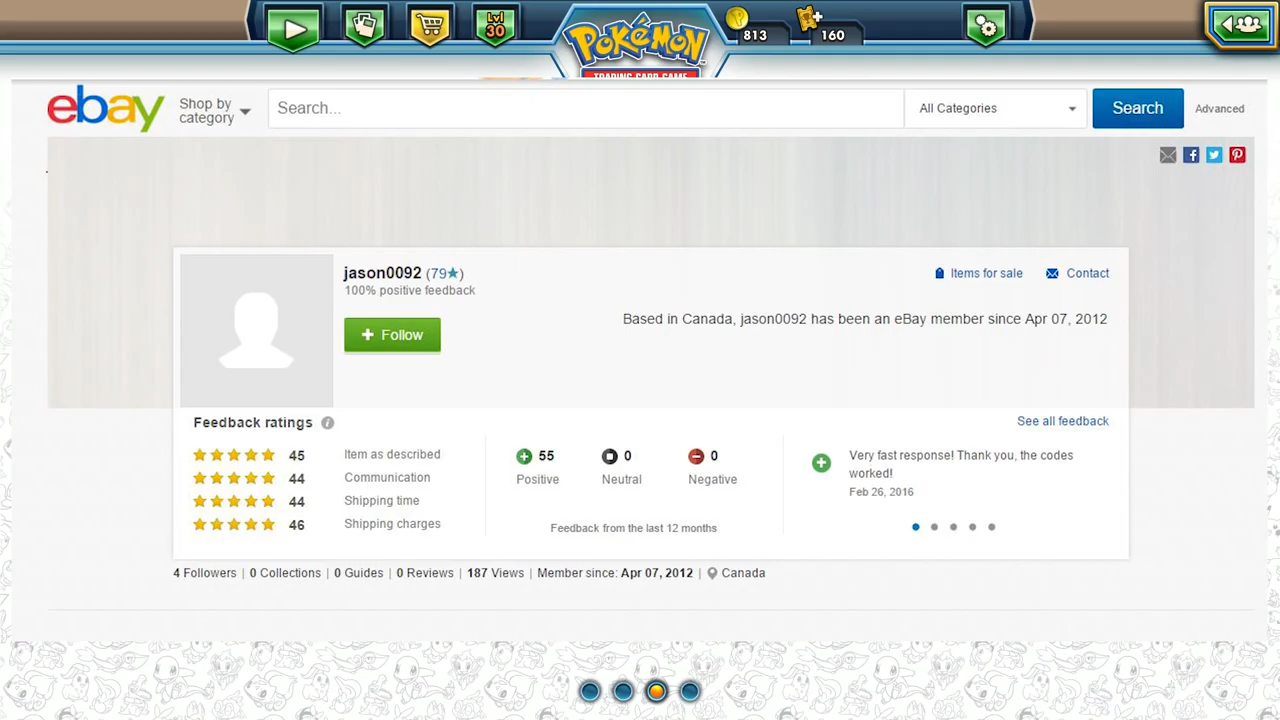 Lvl
30
POKéMON
TRADING CARD GAME
813
160
ebay
Shop by
category
Search...
All Categories
Search
Advanced
jason0092 (79★)
100% positive feedback
+ Follow
Items for sale
Contact
Based in Canada, jason0092 has been an eBay member since Apr 07, 2012
Feedback ratings
See all feedback
45 Item as described
44 Communication
44 Shipping time
46 Shipping charges
55
Positive
0
Neutral
0
Negative
Feedback from the last 12 months
Very fast response! Thank you, the codes
worked!
Feb 26, 2016
4 Followers | 0 Collections | 0 Guides | 0 Reviews | 187 Views | Member since: Apr 07, 2012 | Canada